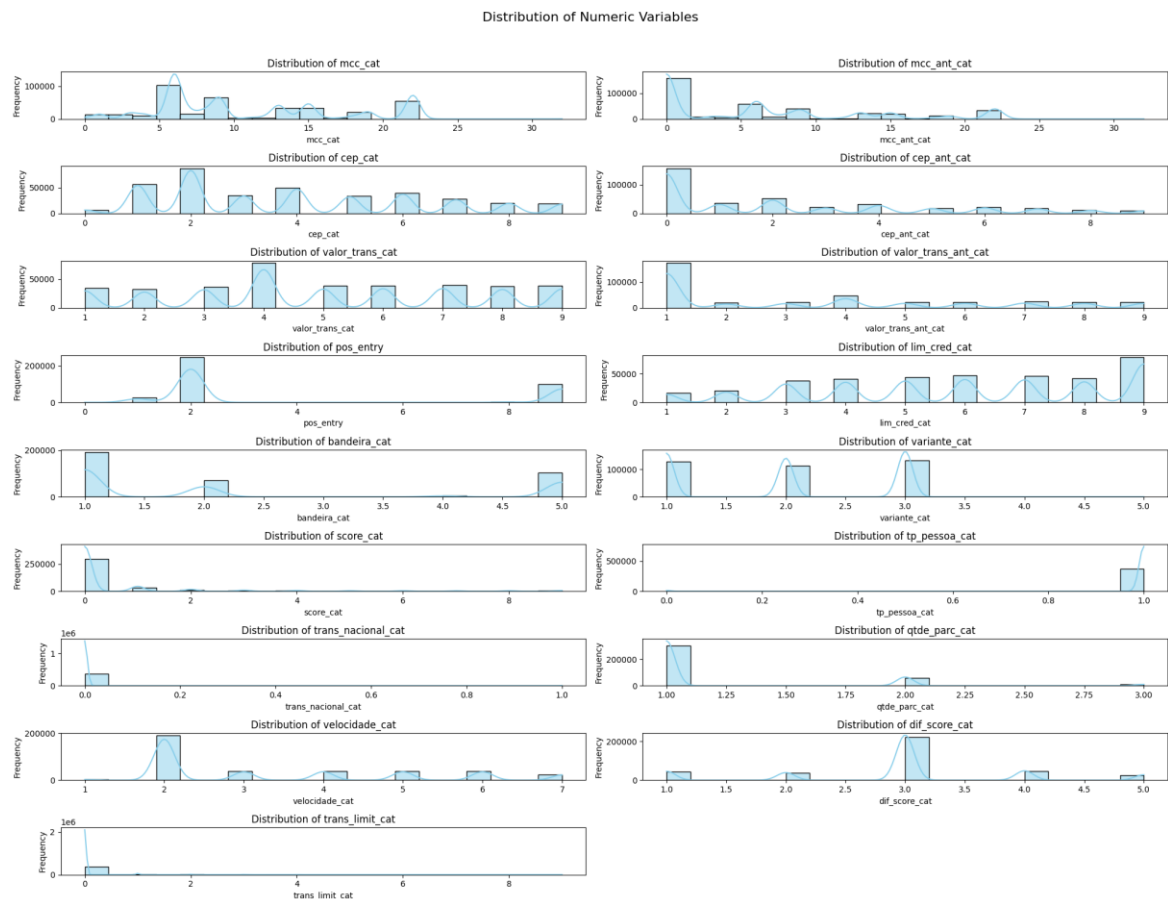 Distribution of Numeric Variables
Distribution of mcc_cat
Frequency
100000
0
0 5 10 15 20 25 30
mcc_cat
Distribution of mcc_ant_cat
Frequency
100000
0
0 5 10 15 20 25 30
mcc_ant_cat
Distribution of cep_cat
Frequency
50000
0
0 2 4 6 8
cep_cat
Distribution of cep_ant_cat
Frequency
100000
0
0 2 4 6 8
cep_ant_cat
Distribution of valor_trans_cat
Frequency
50000
0
1 2 3 4 5 6 7 8 9
valor_trans_cat
Distribution of valor_trans_ant_cat
Frequency
100000
0
1 2 3 4 5 6 7 8 9
valor_trans_ant_cat
Distribution of pos_entry
Frequency
200000
0
0 2 4 6 8
pos_entry
Distribution of lim_cred_cat
Frequency
50000
0
1 2 3 4 5 6 7 8 9
lim_cred_cat
Distribution of bandeira_cat
Frequency
200000
0
1.0 1.5 2.0 2.5 3.0 3.5 4.0 4.5 5.0
bandeira_cat
Distribution of variante_cat
Frequency
100000
0
1.0 1.5 2.0 2.5 3.0 3.5 4.0 4.5 5.0
variante_cat
Distribution of score_cat
Frequency
250000
0
0 2 4 6 8
score_cat
Distribution of tp_pessoa_cat
Frequency
500000
0
0.0 0.2 0.4 0.6 0.8 1.0
tp_pessoa_cat
Distribution of trans_nacional_cat
1e6
Frequency
1
0
0.0 0.2 0.4 0.6 0.8 1.0
trans_nacional_cat
Distribution of qtde_parc_cat
Frequency
200000
0
1.00 1.25 1.50 1.75 2.00 2.25 2.50 2.75 3.00
qtde_parc_cat
Distribution of velocidade_cat
Frequency
200000
0
1 2 3 4 5 6 7
velocidade_cat
Distribution of dif_score_cat
Frequency
200000
0
1.0 1.5 2.0 2.5 3.0 3.5 4.0 4.5 5.0
dif_score_cat
Distribution of trans_limit_cat
1e6
Frequency
2
0
0 2 4 6 8
trans_limit_cat